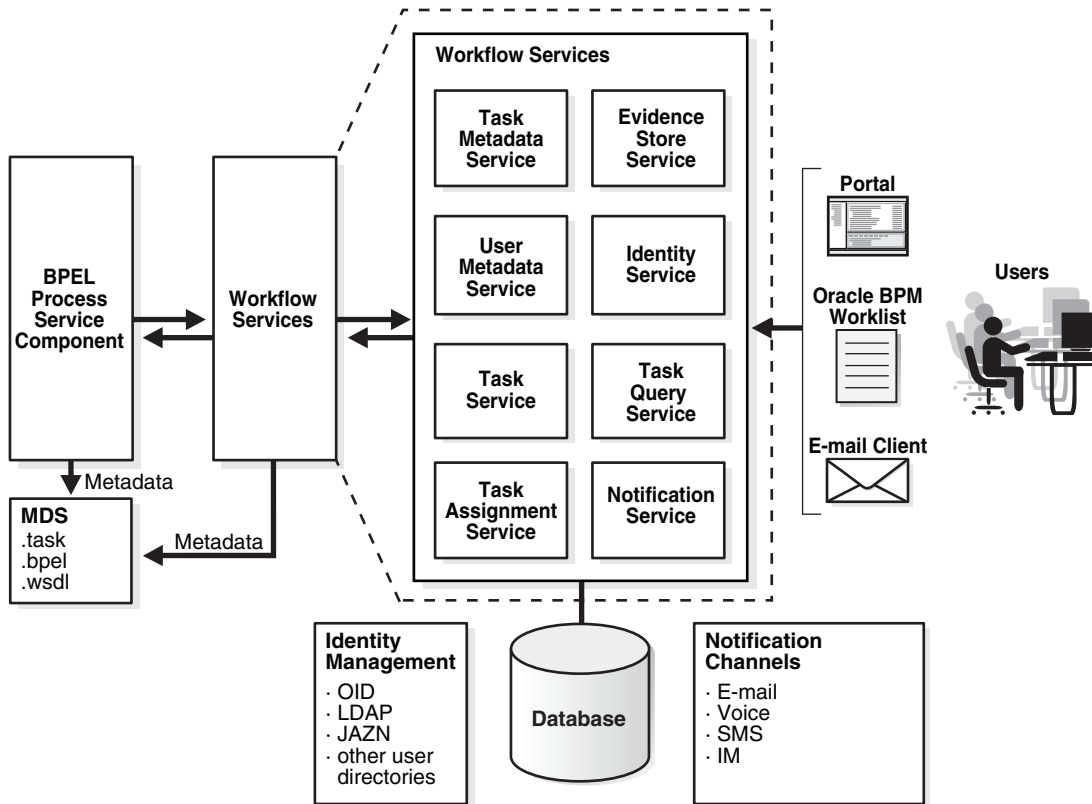 Workflow Services
Task
Metadata
Service
Evidence
Store
Service
User
Metadata
Service
Identity
Service
Task
Service
Task
Query
Service
Task
Assignment
Service
Notification
Service
BPEL
Process
Service
Component
Workflow
Services
Metadata
MDS
.task
.bpel
.wsdl
Metadata
Portal
Oracle BPM
Worklist
E-mail Client
Users
Identity
Management
· OID
· LDAP
· JAZN
· other user
directories
Database
Notification
Channels
· E-mail
· Voice
· SMS
· IM